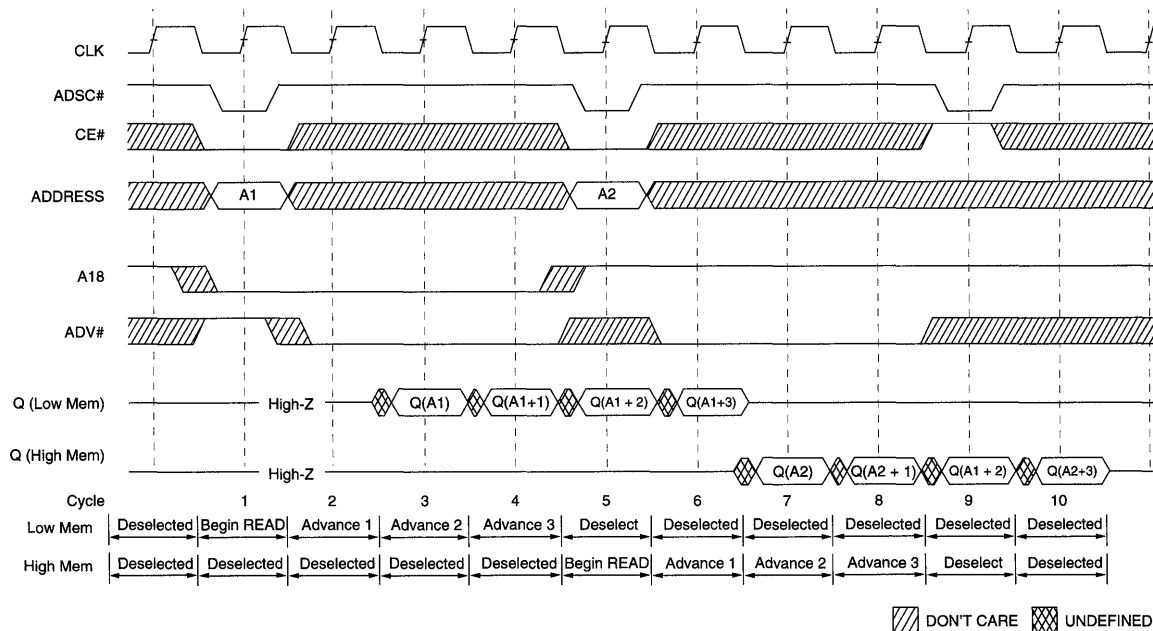 CLK
ADSC#
CE#
ADDRESS A1 A2
A18
ADV#
Q (Low Mem) High-Z Q(A1) Q(A1+1) Q(A1 + 2) Q(A1+3)
Q (High Mem) High-Z Q(A2) Q(A2 + 1) Q(A1 + 2) Q(A2+3)
Cycle 1 2 3 4 5 6 7 8 9 10
Low Mem Deselected Begin READ Advance 1 Advance 2 Advance 3 Deselect Deselected Deselected Deselected Deselected Deselected
High Mem Deselected Deselected Deselected Deselected Deselected Begin READ Advance 1 Advance 2 Advance 3 Deselect Deselected
DON'T CARE UNDEFINED